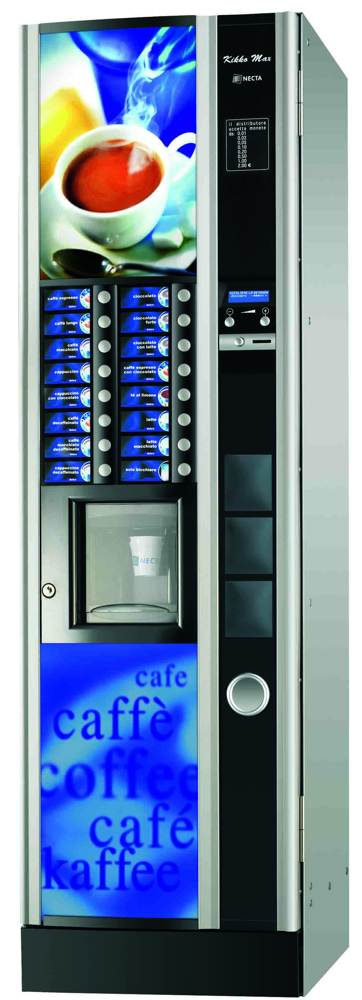 Kikko Max
NECTA
il distributore
accetta monete
da: 0,01
0,02
0,05
0,10
0,20
0,50
1,00
2,00 €
SCEGLIERE LA BEVANDA
Zucchero - +
- +
caffè espresso
dolce
caffè lungo
dolce
caffè
macchiato
dolce
cappuccino
dolce
cappuccino
con cioccolato
dolce
caffè
decaffeinato
dolce
caffè
macchiato
decaffeinato
dolce
cappuccino
decaffeinato
dolce
cioccolato
dolce
cioccolato
forte
dolce
cioccolato
con latte
dolce
caffè espresso
con cioccolato
dolce
tè al limone
dolce
latte
dolce
latte
macchiato
dolce
solo bicchiere
NECT
cafe
caffè
coffee
café
kaffee